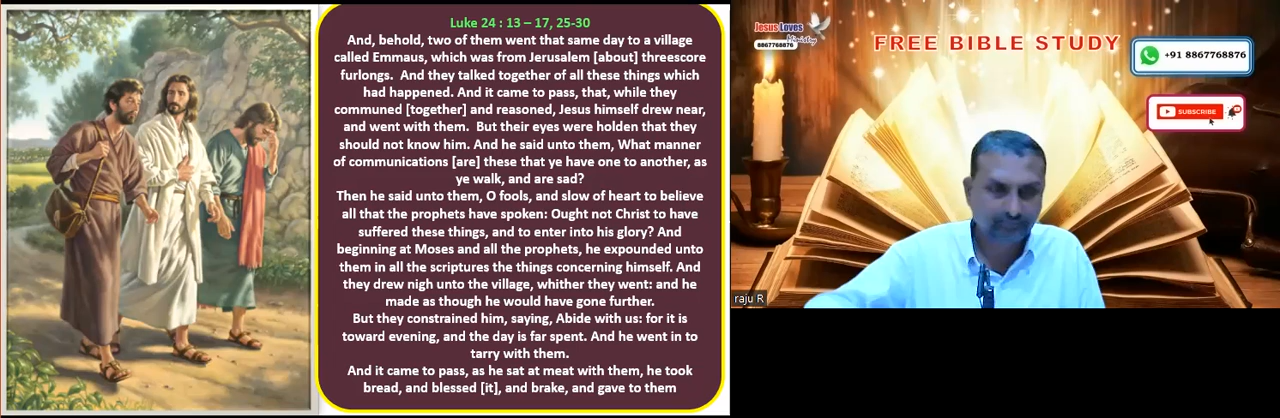 Luke 24 : 13 – 17, 25-30
And, behold, two of them went that same day to a village
called Emmaus, which was from Jerusalem [about] threescore
furlongs. And they talked together of all these things which
had happened. And it came to pass, that, while they
communed [together] and reasoned, Jesus himself drew near,
and went with them. But their eyes were holden that they
should not know him. And he said unto them, What manner
of communications [are] these that ye have one to another, as
ye walk, and are sad?
Then he said unto them, O fools, and slow of heart to believe
all that the prophets have spoken: Ought not Christ to have
suffered these things, and to enter into his glory? And
beginning at Moses and all the prophets, he expounded unto
them in all the scriptures the things concerning himself. And
they drew nigh unto the village, whither they went: and he
made as though he would have gone further.
But they constrained him, saying, Abide with us: for it is
toward evening, and the day is far spent. And he went in to
tarry with them.
And it came to pass, as he sat at meat with them, he took
bread, and blessed [it], and brake, and gave to them
Jesus Loves
Ministry
8867768876
FREE BIBLE STUDY
+91 8867768876
SUBSCRIBE
raju R